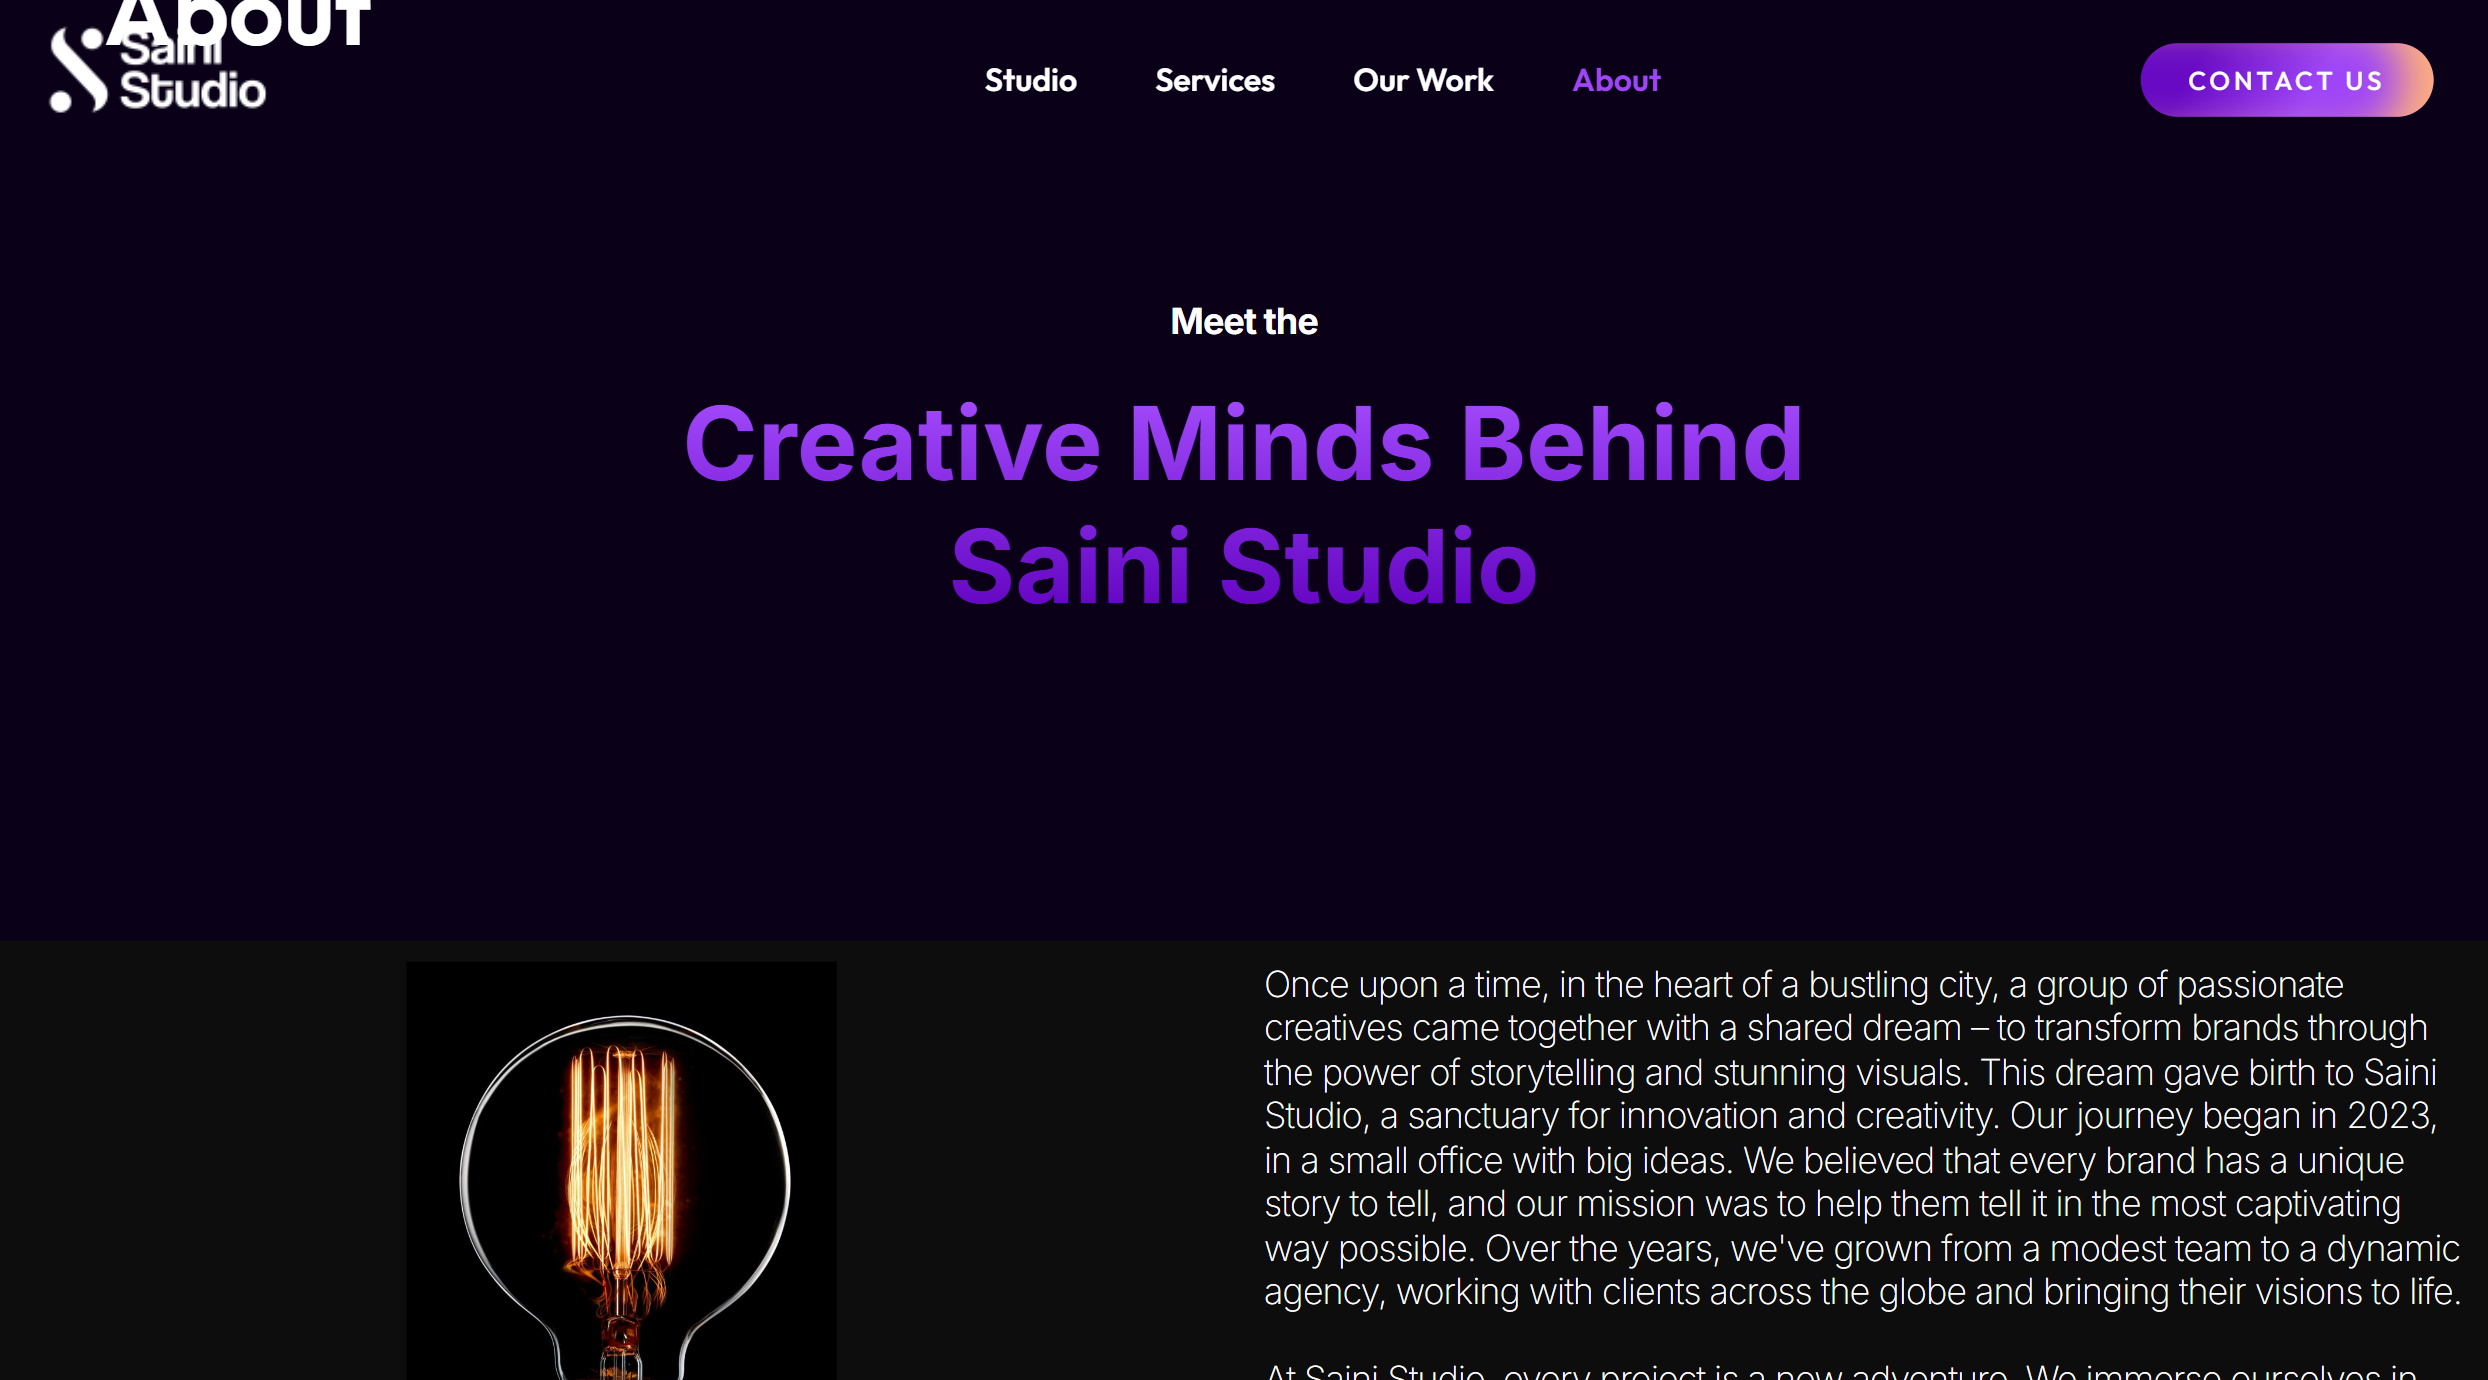 About
Saini
Studio
Studio Services Our Work About
CONTACT US
Meet the
Creative Minds Behind
Saini Studio
Once upon a time, in the heart of a bustling city, a group of passionate
creatives came together with a shared dream – to transform brands through
the power of storytelling and stunning visuals. This dream gave birth to Saini
Studio, a sanctuary for innovation and creativity. Our journey began in 2023,
in a small office with big ideas. We believed that every brand has a unique
story to tell, and our mission was to help them tell it in the most captivating
way possible. Over the years, we've grown from a modest team to a dynamic
agency, working with clients across the globe and bringing their visions to life.
At Saini Studio, every project is a new adventure. We immerse ourselves in